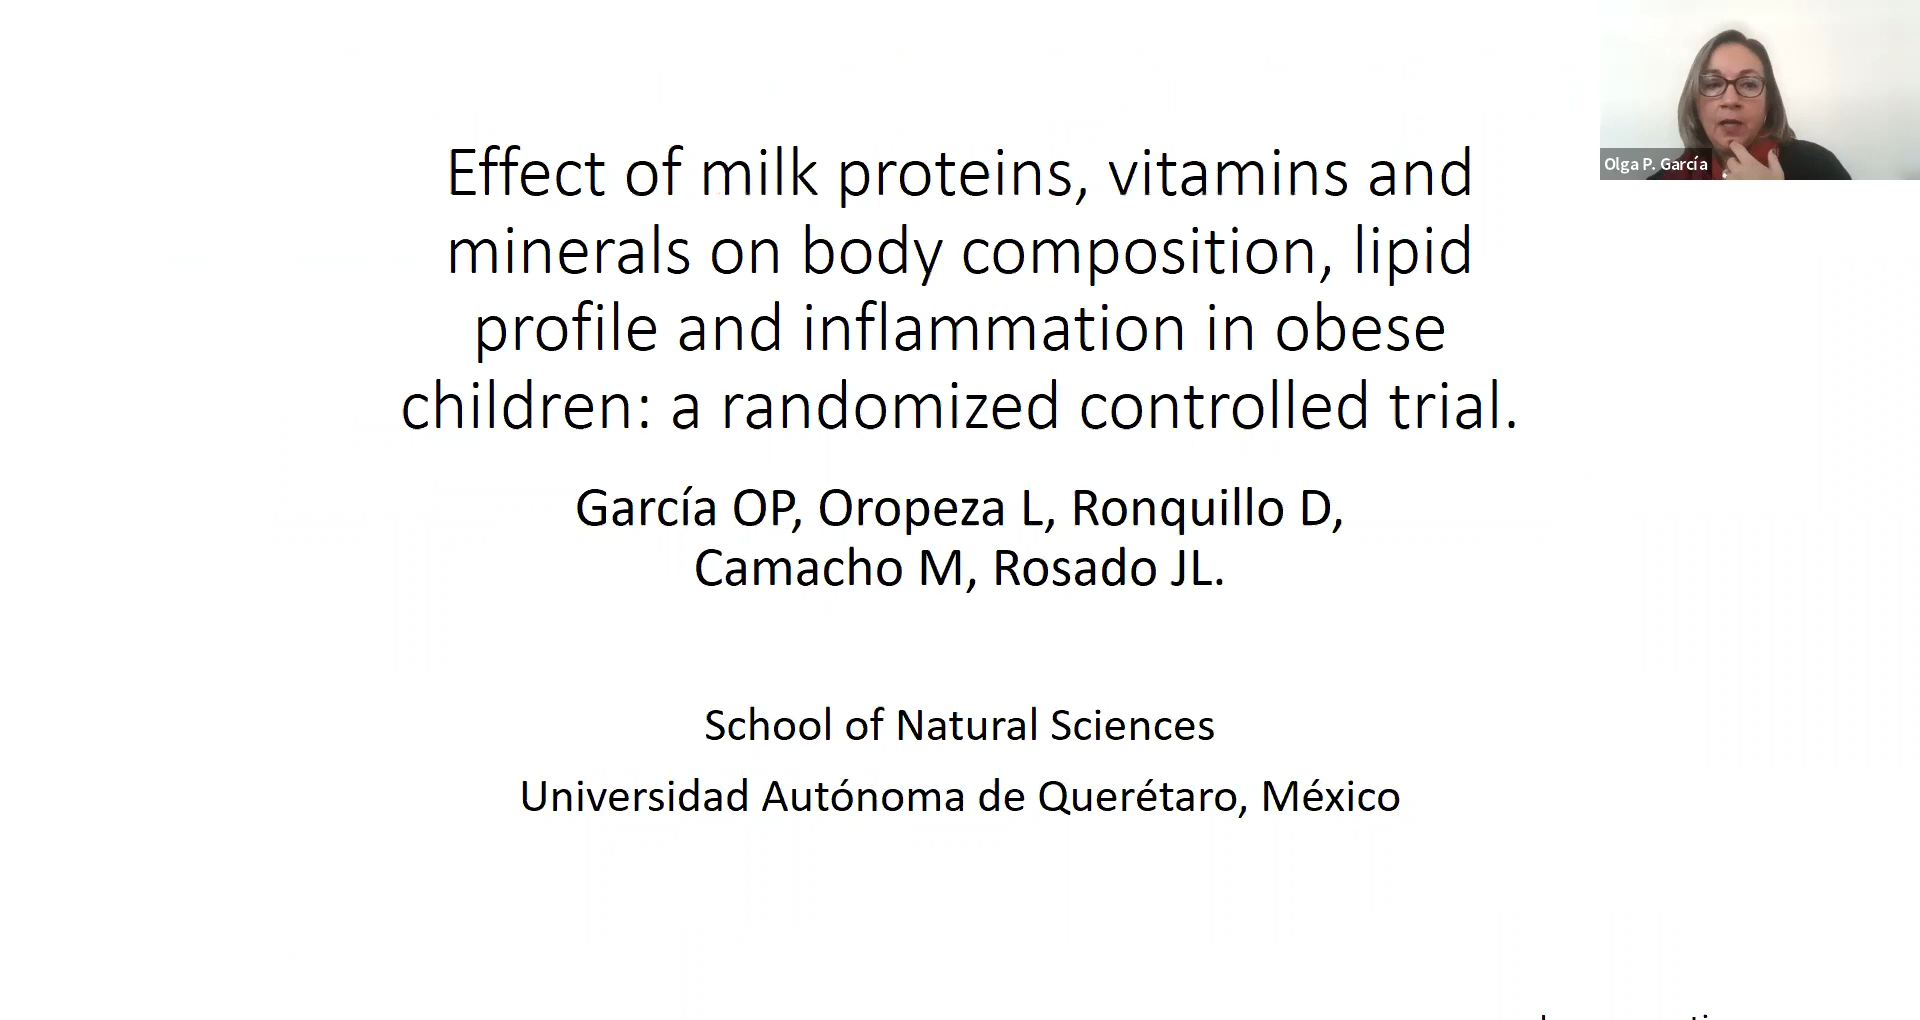 Effect of milk proteins, vitamins and
minerals on body composition, lipid
profile and inflammation in obese
children: a randomized controlled trial.
García OP, Oropeza L, Ronquillo D,
Camacho M, Rosado JL.
School of Natural Sciences
Universidad Autónoma de Querétaro, México
Olga P. García